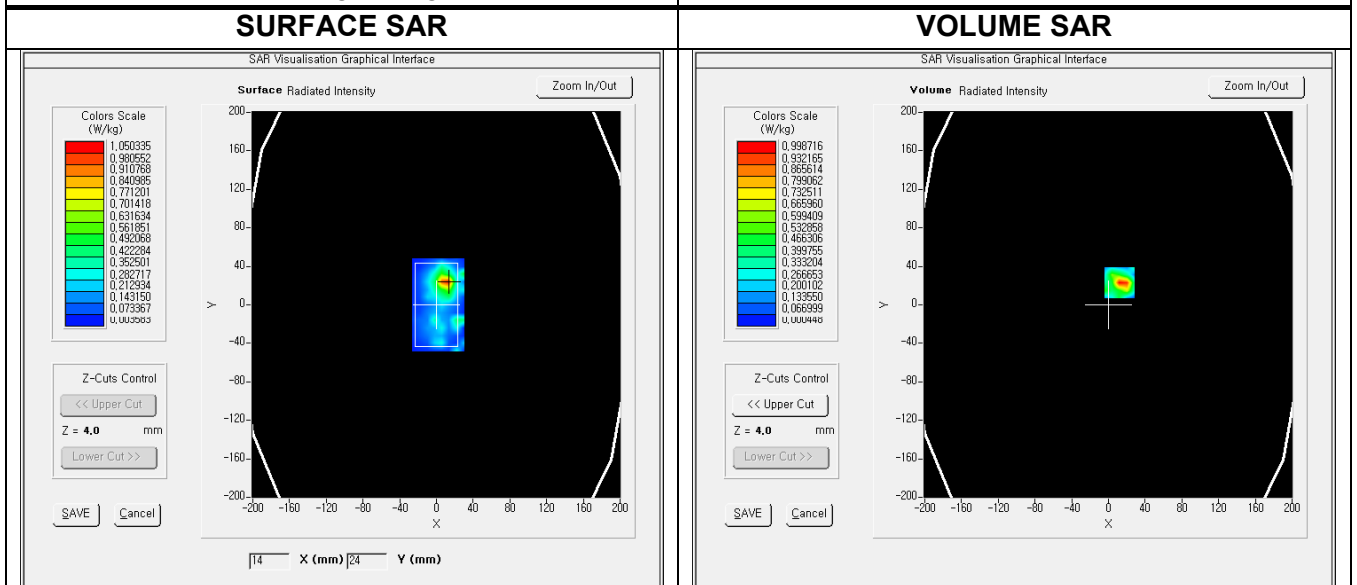 SURFACE SAR
VOLUME SAR
SAR Visualisation Graphical Interface
Surface Radiated Intensity
Zoom In/Out
Colors Scale
(W/kg)
1,050335
0,980552
0,910768
0,840985
0,771201
0,701418
0,631634
0,561851
0,492068
0,422284
0,352501
0,282717
0,212934
0,143150
0,073367
0,003583
200
160
120
80
40
0
-40
-80
-120
-160
-200
Y
-200 -160 -120 -80 -40 0 40 80 120 160 200
X
Z-Cuts Control
<< Upper Cut
Z = 4.0 mm
Lower Cut >>
SAVE Cancel
14 X (mm) 24 Y (mm)
SAR Visualisation Graphical Interface
Volume Radiated Intensity
Zoom In/Out
Colors Scale
(W/kg)
0,998716
0,932165
0,865614
0,799062
0,732511
0,665960
0,599409
0,532858
0,466306
0,399755
0,333204
0,266653
0,200102
0,133550
0,066999
0,000448
200
160
120
80
40
0
-40
-80
-120
-160
-200
Y
-200 -160 -120 -80 -40 0 40 80 120 160 200
X
Z-Cuts Control
<< Upper Cut
Z = 4.0 mm
Lower Cut >>
SAVE Cancel